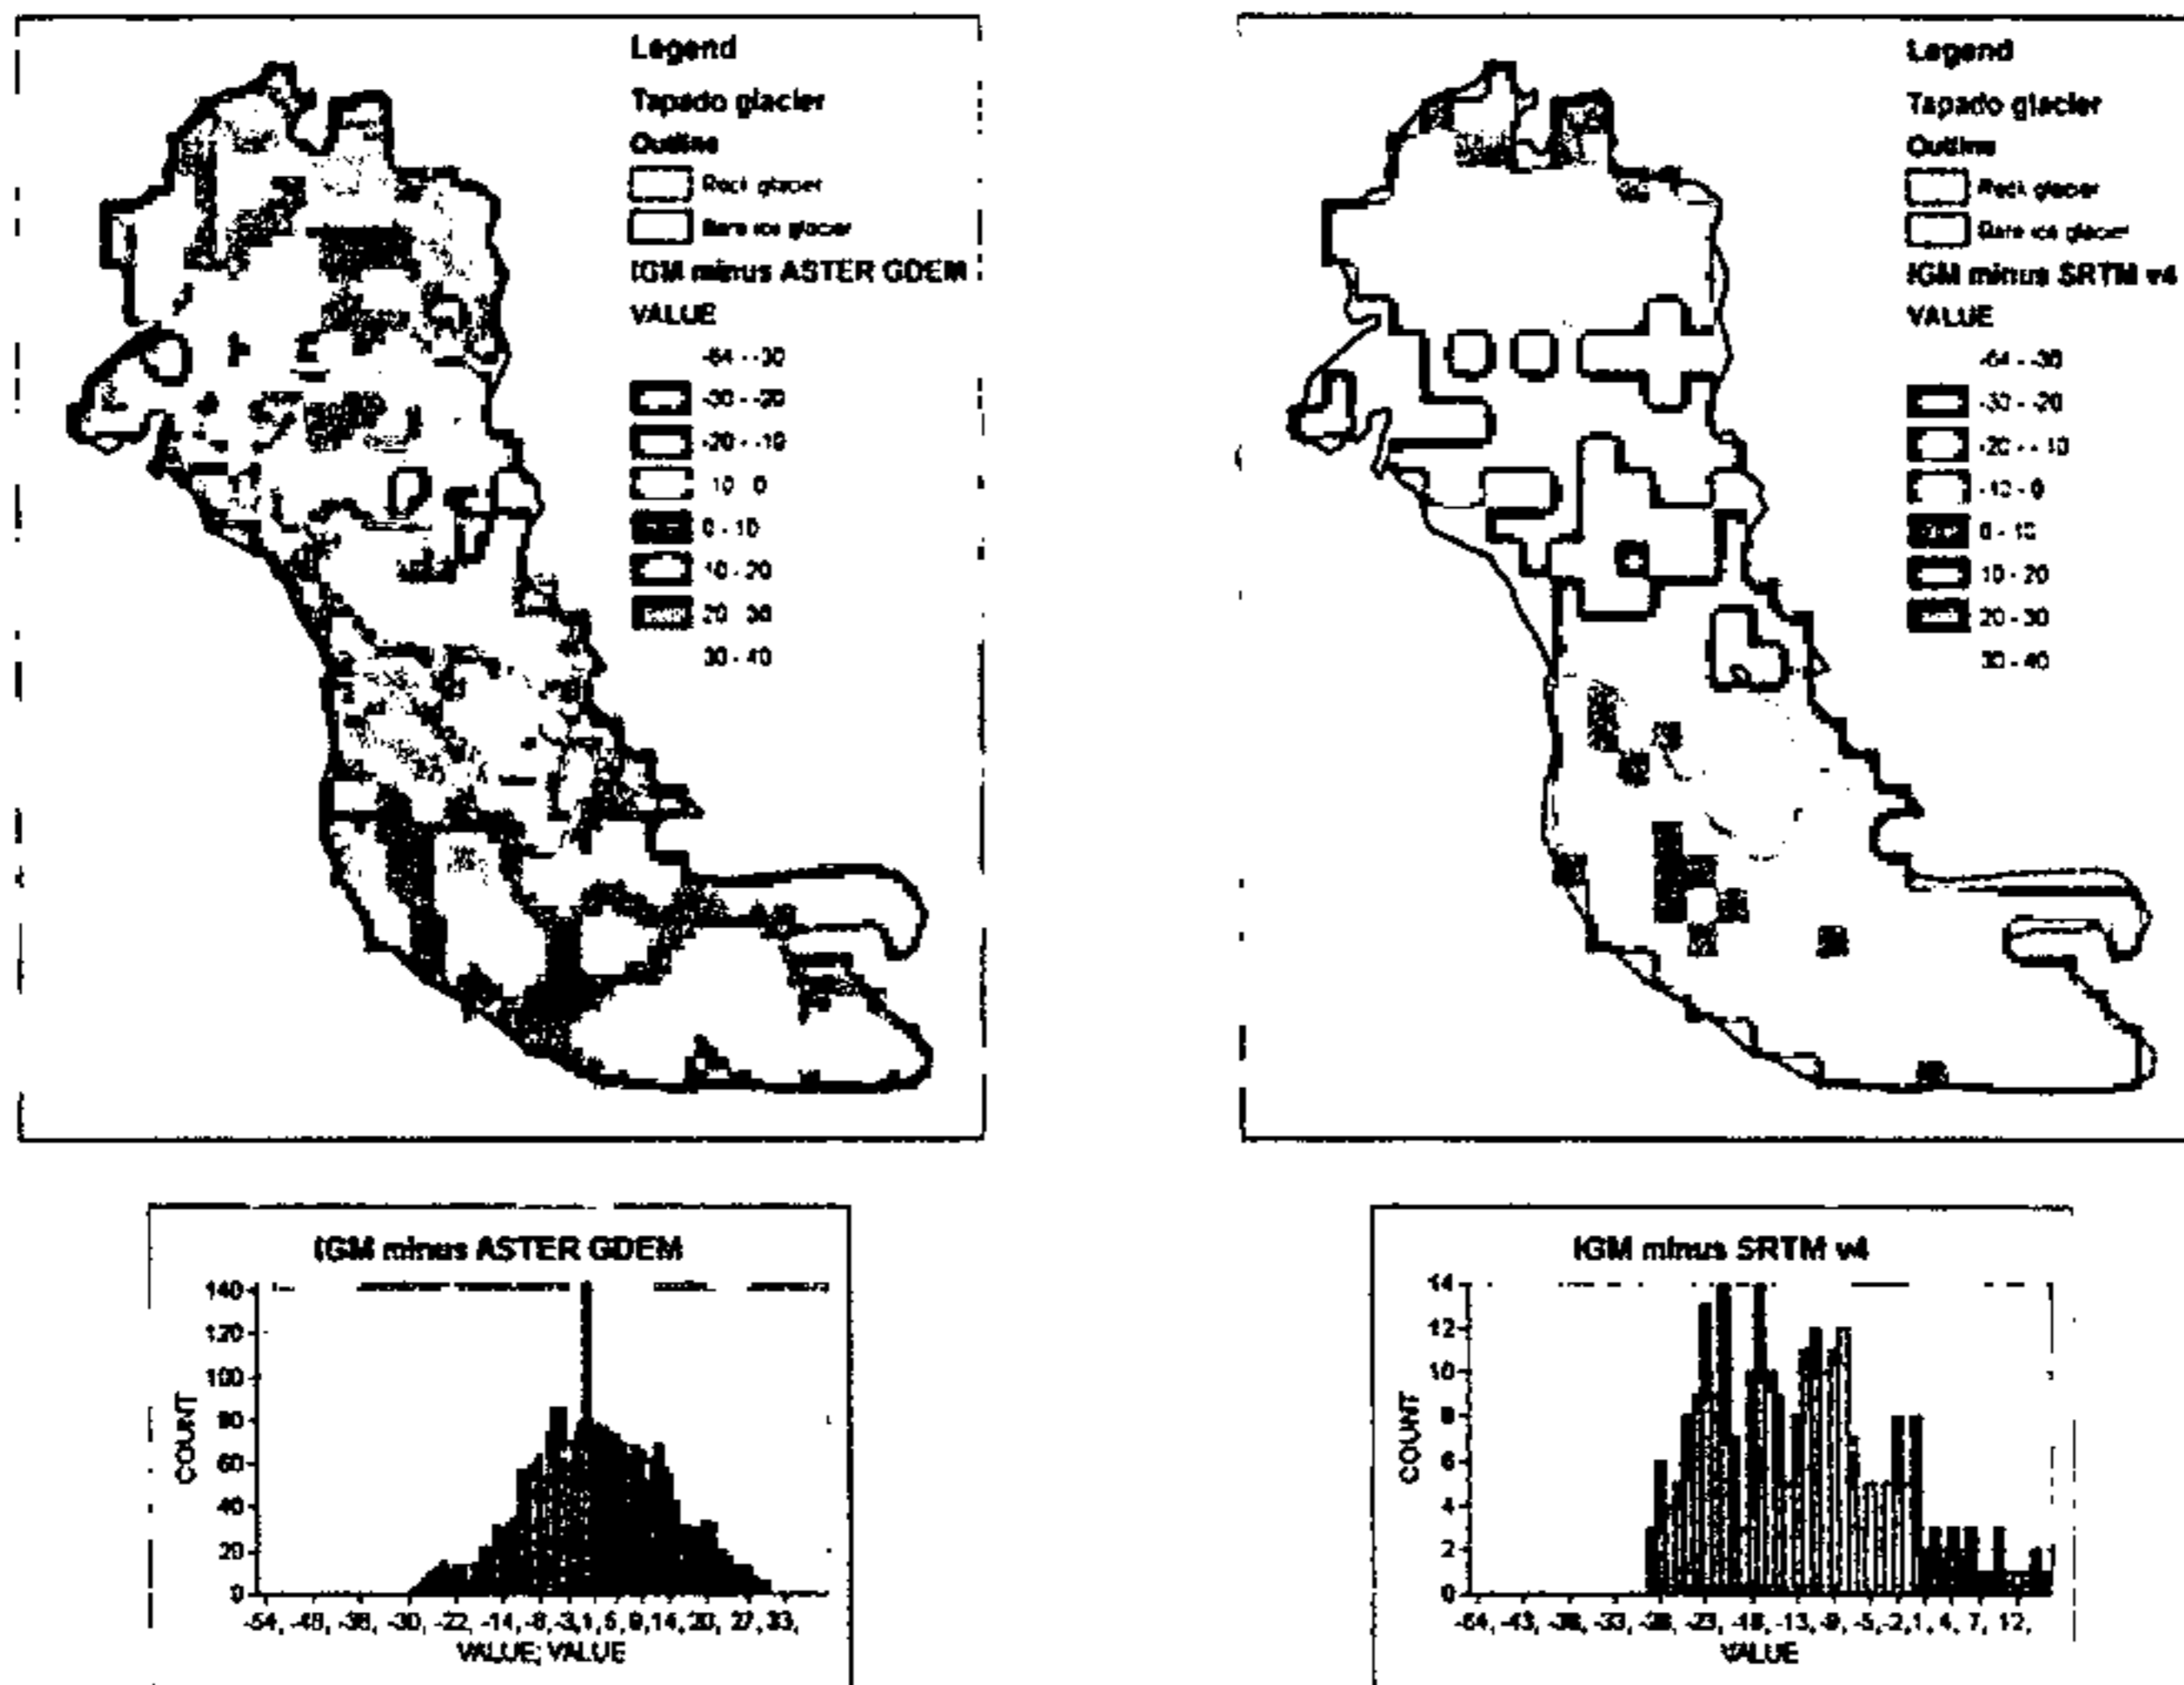 Legend
Tapado glacier
Outline
Rock glacier
Bare ice glacier
IGM minus ASTER GDEM
VALUE
-64 - -30
-30 - -20
-20 - -10
-10 - 0
0 - 10
10 - 20
20 - 30
30 - 40
Legend
Tapado glacier
Outline
Rock glacier
Bare ice glacier
IGM minus SRTM v4
VALUE
-64 - -30
-30 - -20
-20 - -10
-10 - 0
0 - 10
10 - 20
20 - 30
30 - 40
IGM minus ASTER GDEM
140
120
100
80
60
40
20
0
COUNT
-54, -46, -38, -30, -22, -14, -8, -3, 1, 5, 9, 14, 20, 27, 33,
VALUE; VALUE
IGM minus SRTM v4
14
12
10
8
6
4
2
0
COUNT
-43, -38, -33, -28, -23, -18, -13, -9, -5, -2, 1, 4, 7, 12,
VALUE